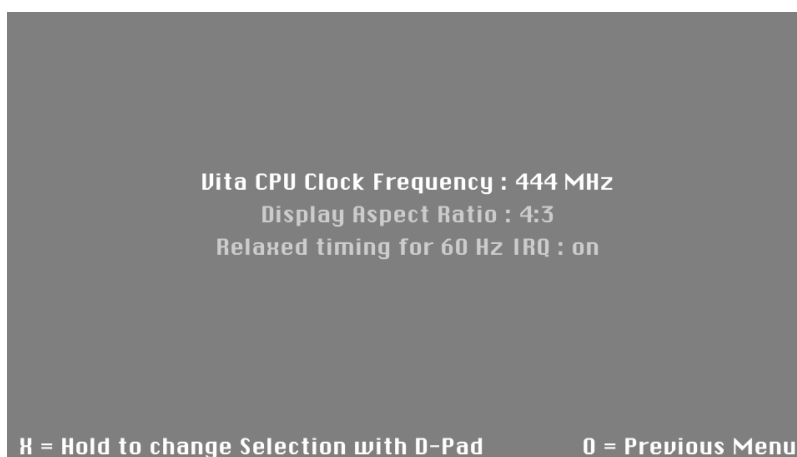 Vita CPU Clock Frequency : 444 MHz
Display Aspect Ratio : 4:3
Relaxed timing for 60 Hz IRQ : on
X = Hold to change Selection with D-Pad
O = Previous Menu